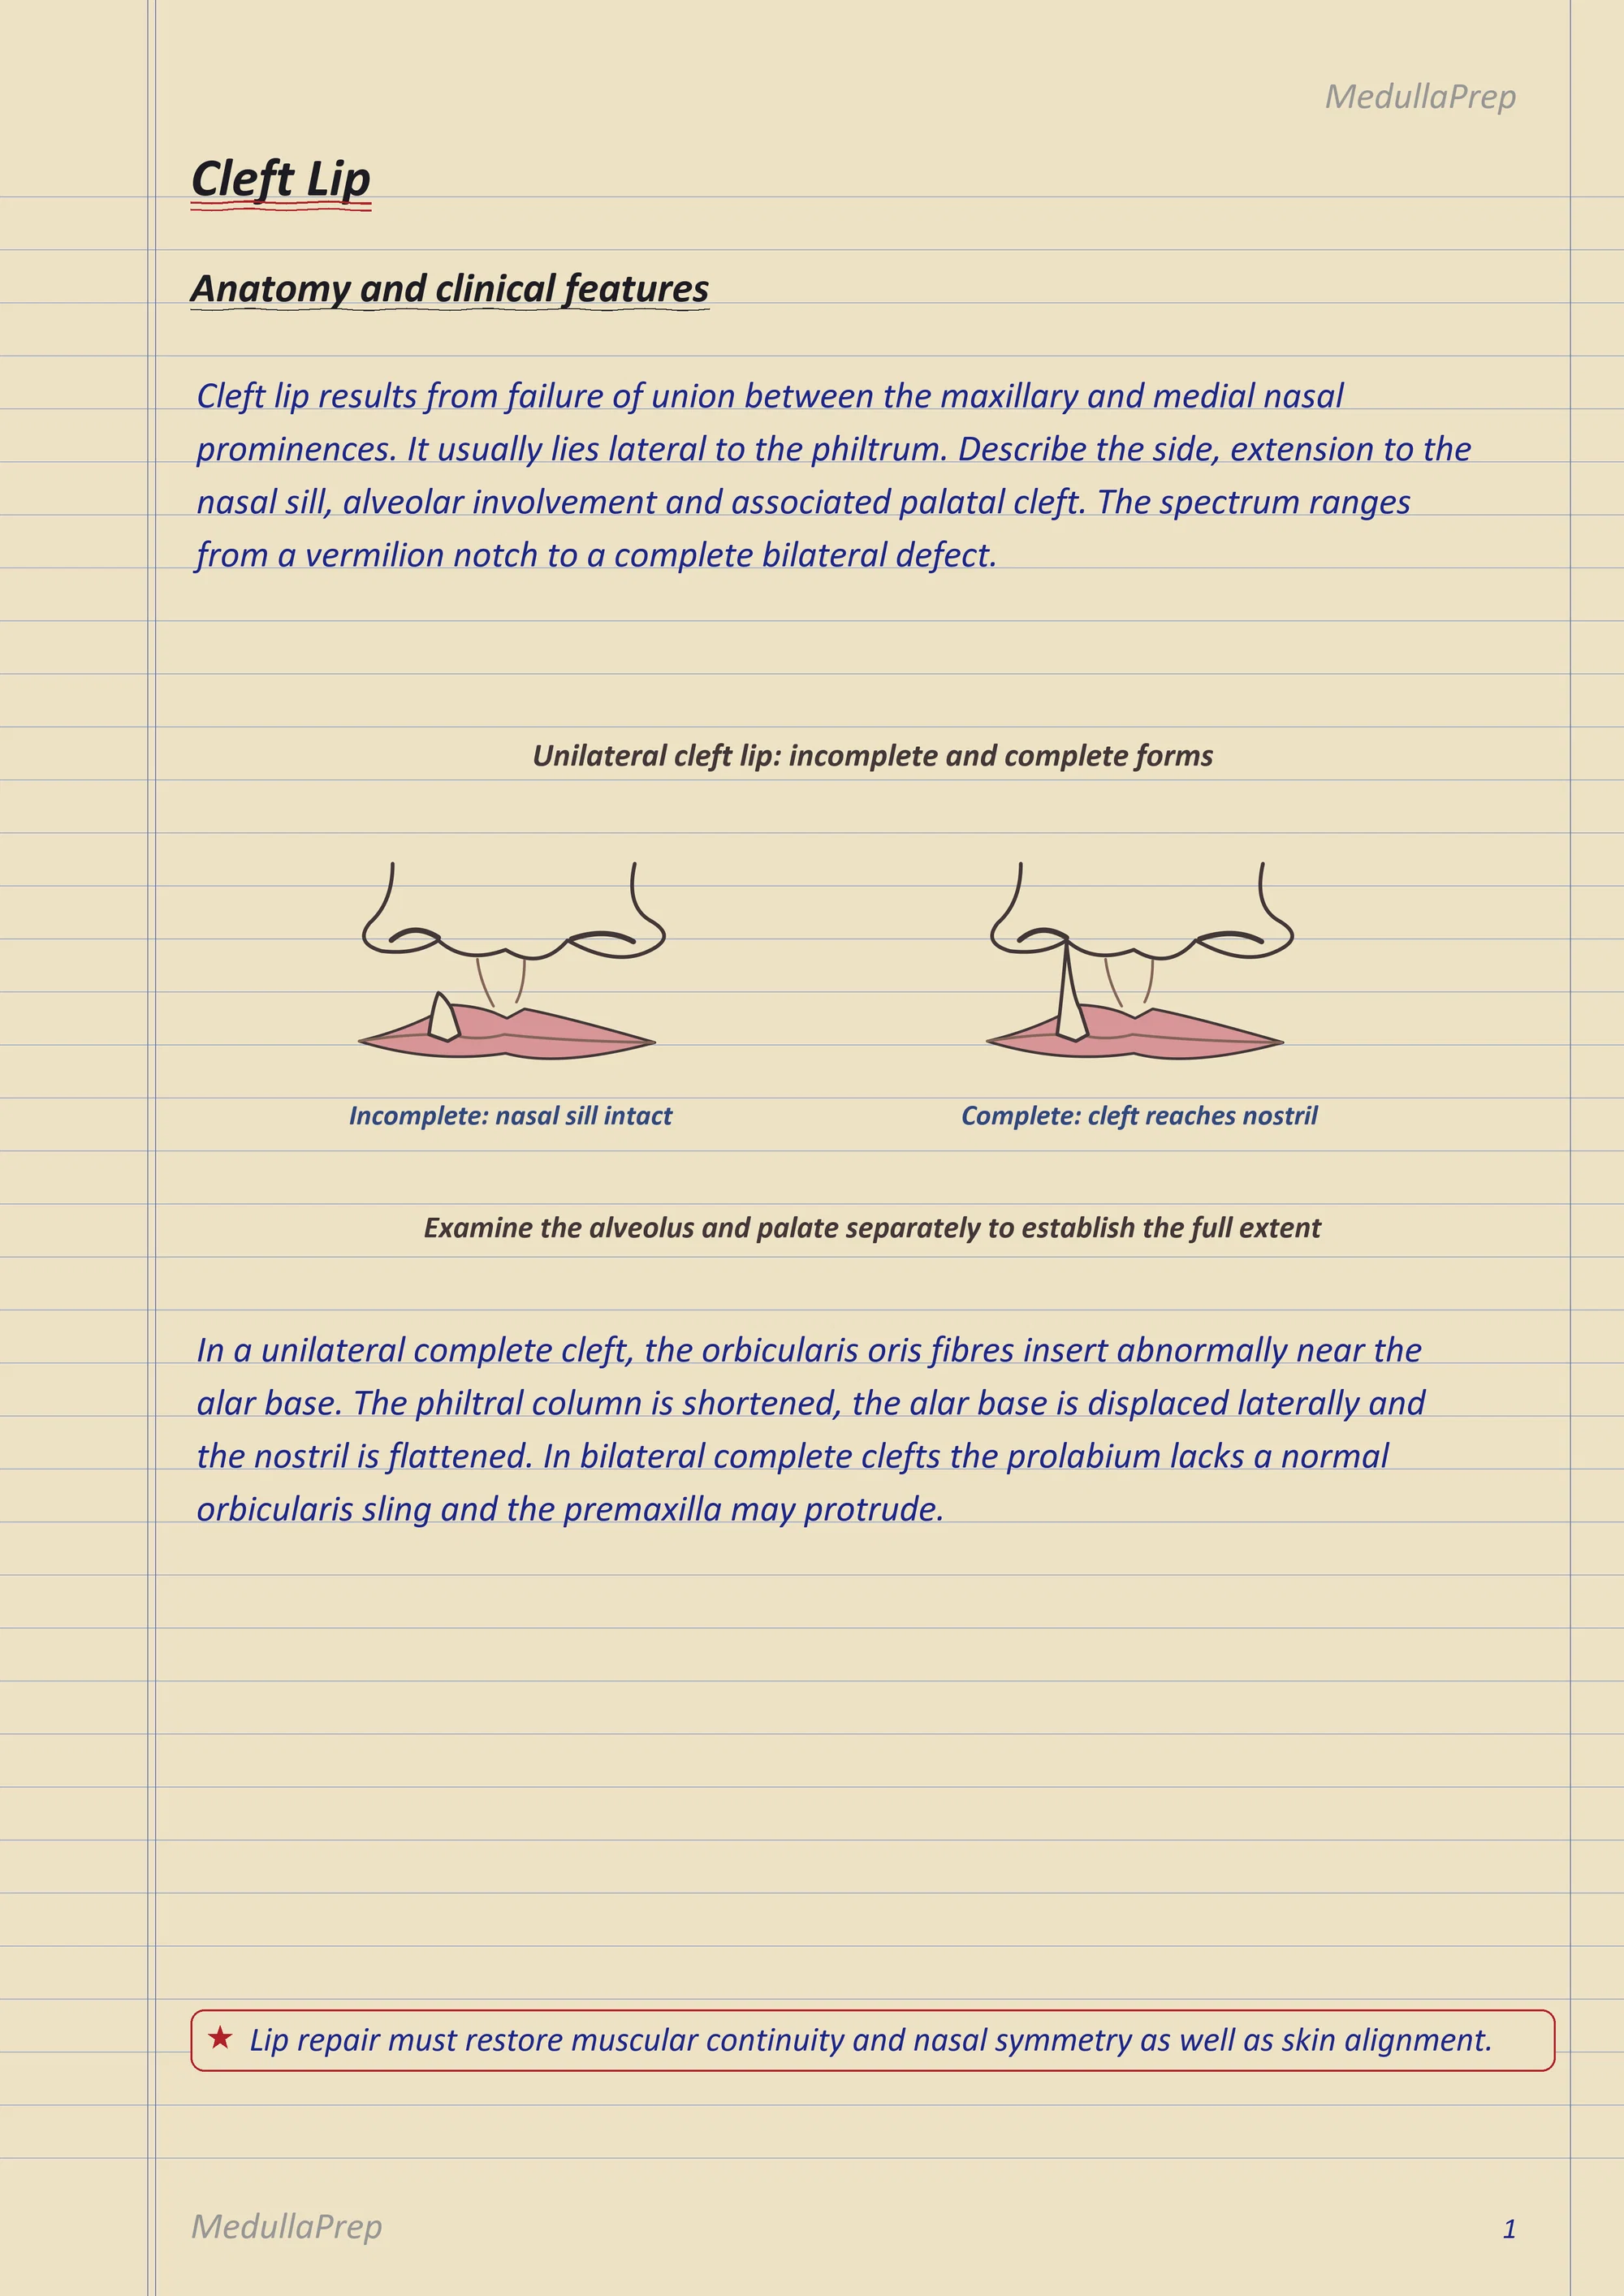 MedullaPrep
Cleft Lip
Anatomy and clinical features
Cleft lip results from failure of union between the maxillary and medial nasal
prominences. It usually lies lateral to the philtrum. Describe the side, extension to the
nasal sill, alveolar involvement and associated palatal cleft. The spectrum ranges
from a vermilion notch to a complete bilateral defect.
Unilateral cleft lip: incomplete and complete forms
Incomplete: nasal sill intact
Complete: cleft reaches nostril
Examine the alveolus and palate separately to establish the full extent
In a unilateral complete cleft, the orbicularis oris fibres insert abnormally near the
alar base. The philtral column is shortened, the alar base is displaced laterally and
the nostril is flattened. In bilateral complete clefts the prolabium lacks a normal
orbicularis sling and the premaxilla may protrude.
★ Lip repair must restore muscular continuity and nasal symmetry as well as skin alignment.
MedullaPrep
1